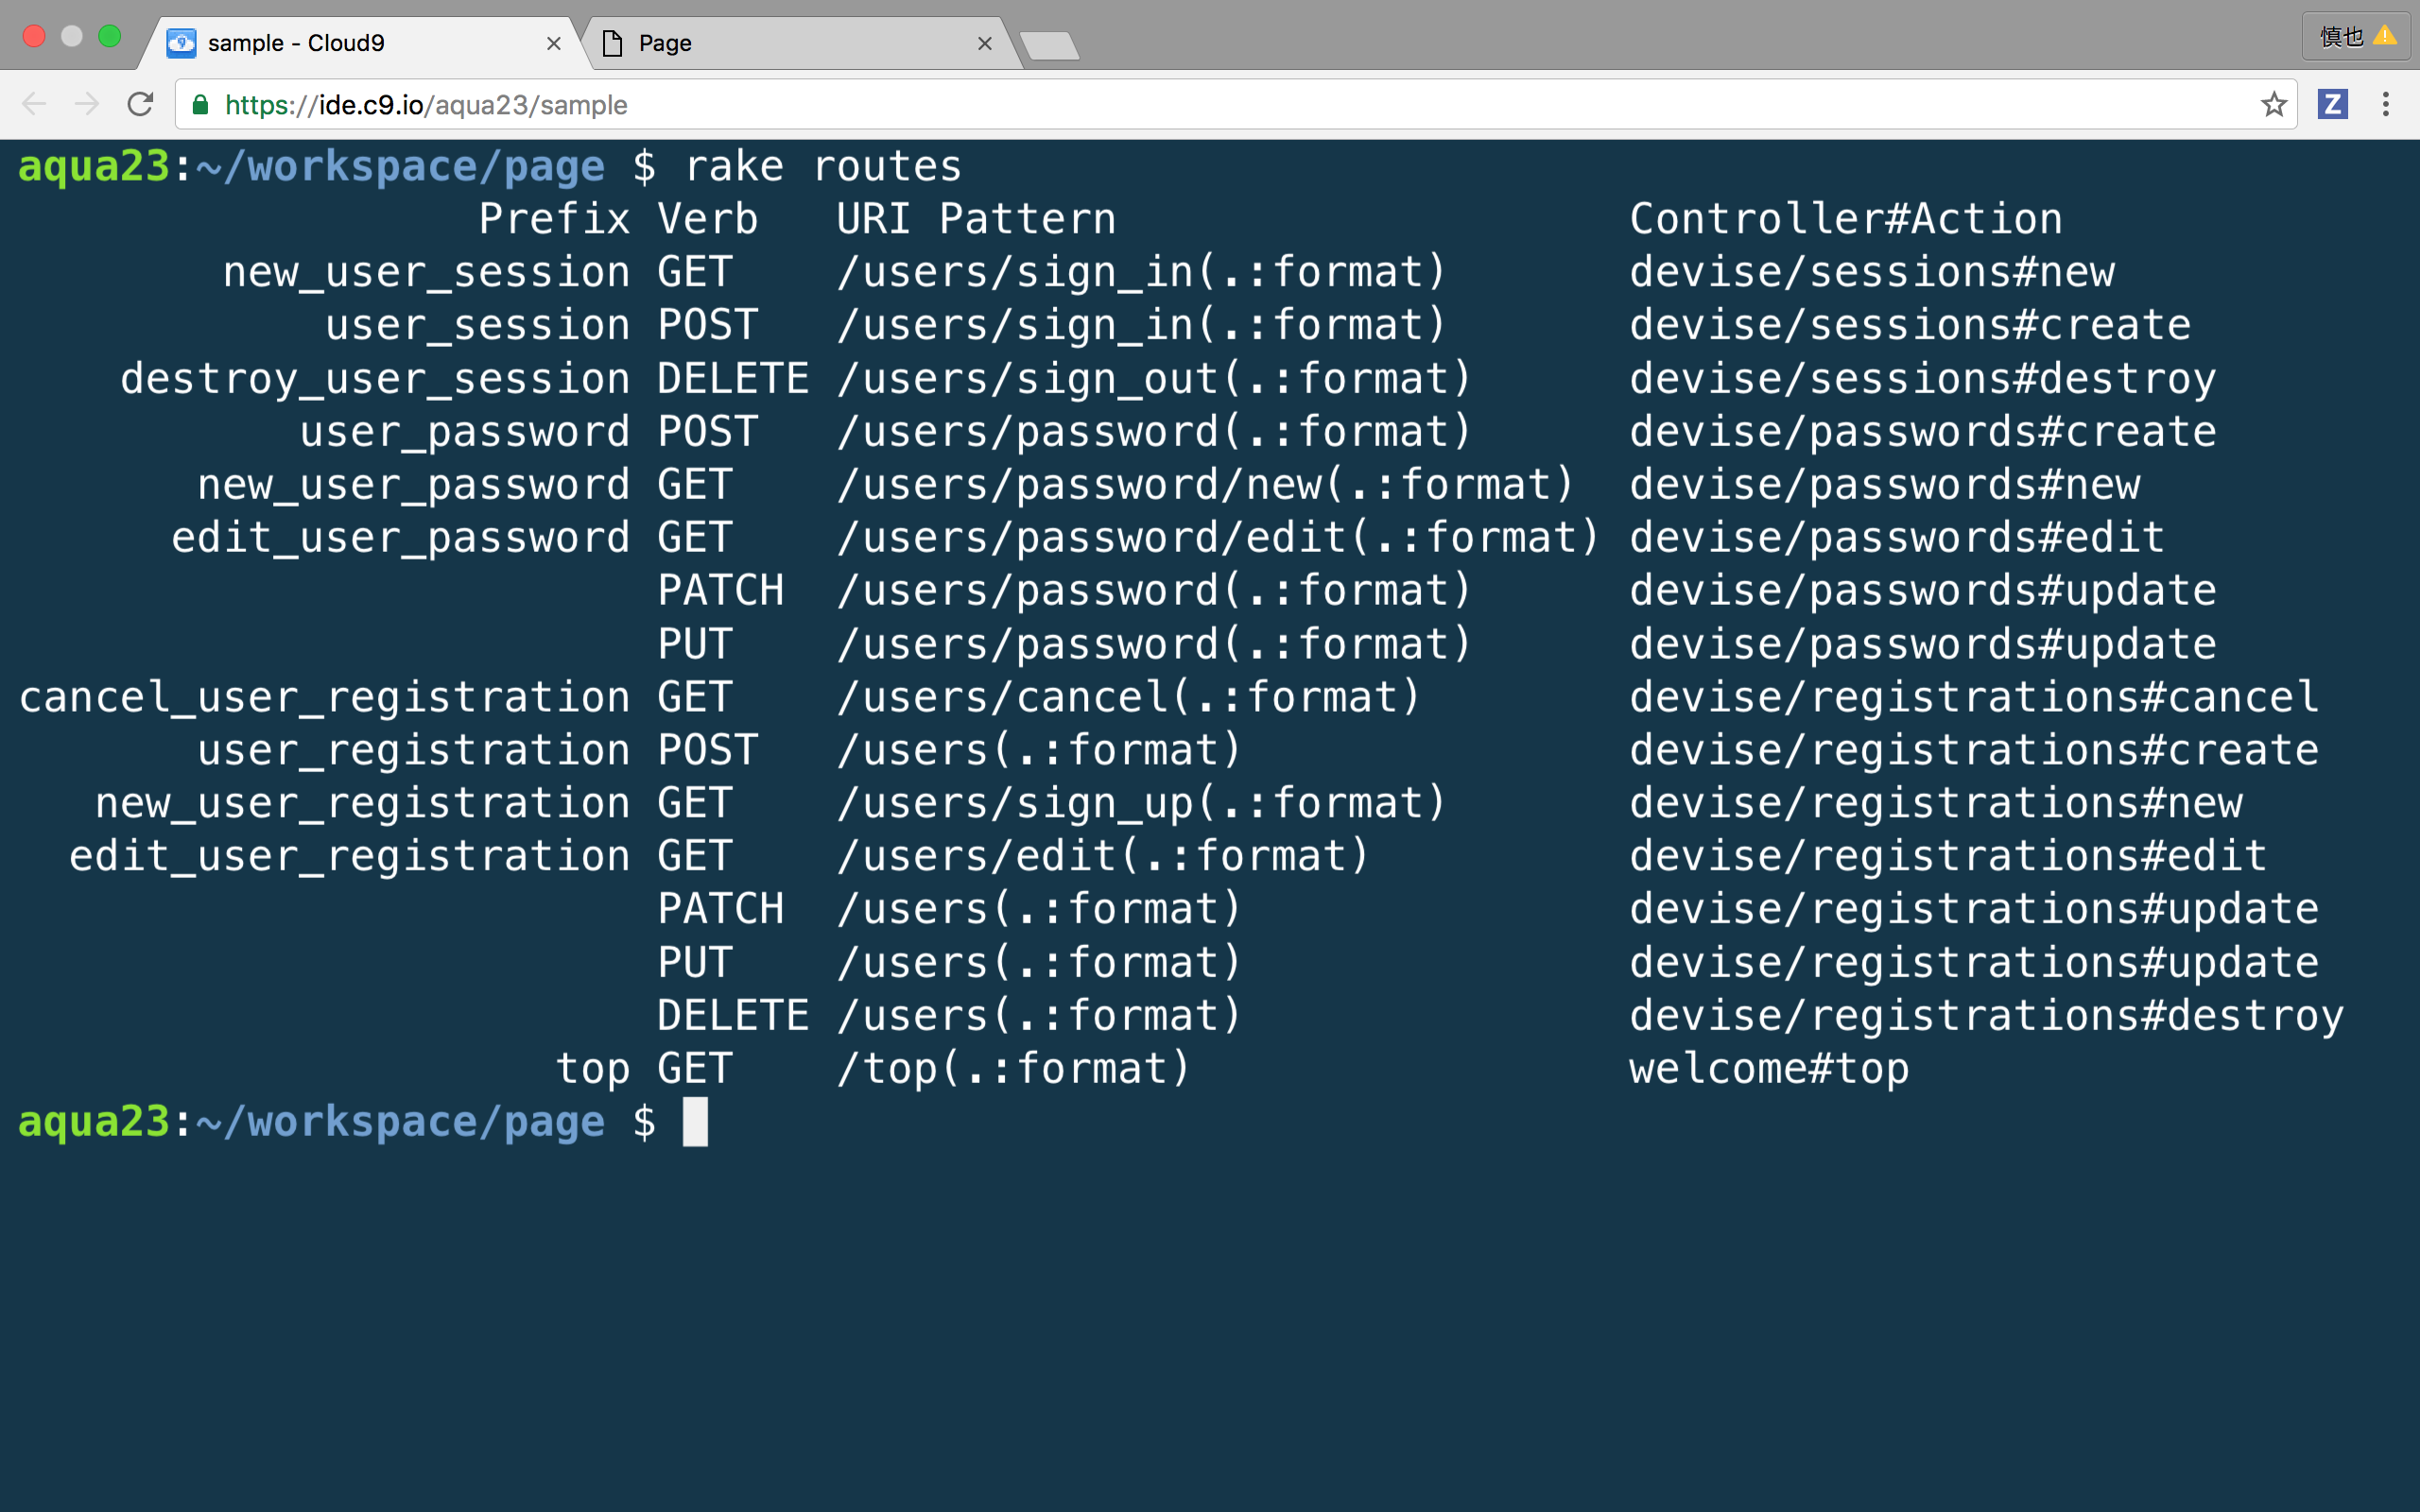 sample - Cloud9
Page
慎也
https://ide.c9.io/aqua23/sample
Z
aqua23:~/workspace/page $ rake routes
Prefix Verb URI Pattern Controller#Action
new_user_session GET /users/sign_in(.:format) devise/sessions#new
user_session POST /users/sign_in(.:format) devise/sessions#create
destroy_user_session DELETE /users/sign_out(.:format) devise/sessions#destroy
user_password POST /users/password(.:format) devise/passwords#create
new_user_password GET /users/password/new(.:format) devise/passwords#new
edit_user_password GET /users/password/edit(.:format) devise/passwords#edit
PATCH /users/password(.:format) devise/passwords#update
PUT /users/password(.:format) devise/passwords#update
cancel_user_registration GET /users/cancel(.:format) devise/registrations#cancel
user_registration POST /users(.:format) devise/registrations#create
new_user_registration GET /users/sign_up(.:format) devise/registrations#new
edit_user_registration GET /users/edit(.:format) devise/registrations#edit
PATCH /users(.:format) devise/registrations#update
PUT /users(.:format) devise/registrations#update
DELETE /users(.:format) devise/registrations#destroy
top GET /top(.:format) welcome#top
aqua23:~/workspace/page $